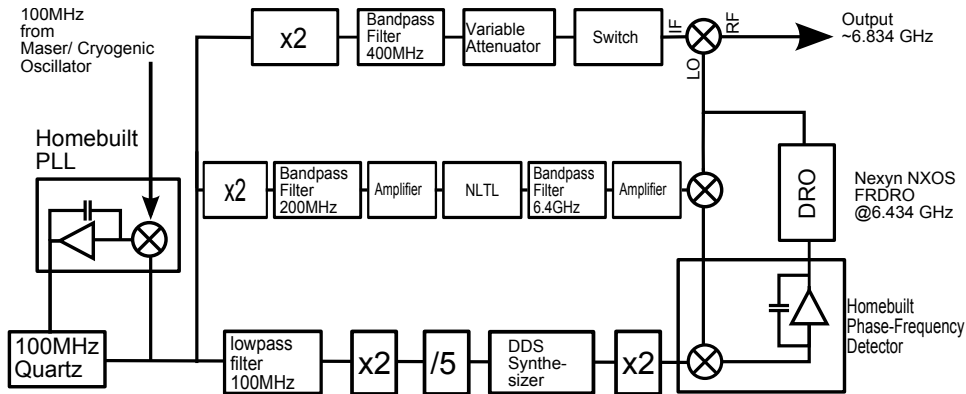 100MHz
from
Maser/ Cryogenic
Oscillator
x2
Bandpass
Filter
400MHz
Variable
Attenuator
Switch
IF
RF
LO
Output
~6.834 GHz
Homebuilt
PLL
x2
Bandpass
Filter
200MHz
Amplifier
NLTL
Bandpass
Filter
6.4GHz
Amplifier
DRO
Nexyn NXOS
FRDRO
@6.434 GHz
100MHz
Quartz
lowpass
filter
100MHz
x2
/5
DDS
Synthe-
sizer
x2
Homebuilt
Phase-Frequency
Detector